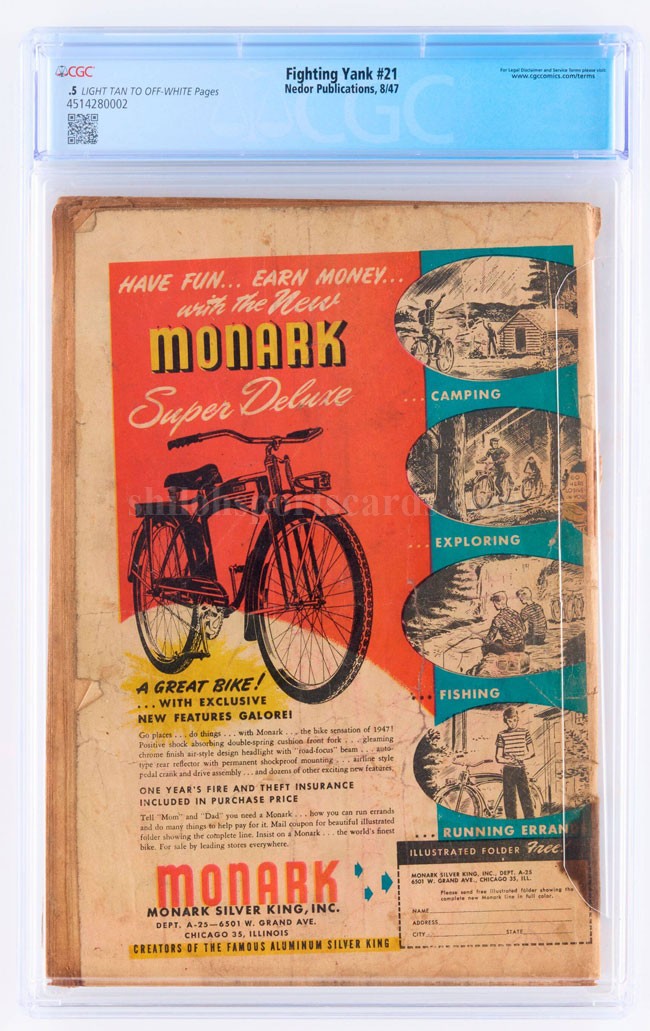 CGC
Fighting Yank #21
Nedor Publications, 8/47
.5 LIGHT TAN TO OFF-WHITE Pages
4514280002
For Legal Disclaimer and Service forms please visit:
www.cgccomics.com/terms
CGC
HAVE FUN... EARN MONEY...
with the New
MONARK
Super Deluxe
... CAMPING
... EXPLORING
... FISHING
... RUNNING ERRAN
shilohsportscards
A GREAT BIKE!
... WITH EXCLUSIVE
NEW FEATURES GALORE!
Go places . . . do things . . . with Monark . . . the bike sensation of 1947!
Positive shock absorbing double-spring cushion front fork . . . gleaming
chrome finish air-style design headlight with "road-focus" beam . . . auto-
type rear reflector with permanent shockproof mounting . . . airline style
pedal crank and drive assembly . . . and dozens of other exciting new features.
ONE YEAR'S FIRE AND THEFT INSURANCE
INCLUDED IN PURCHASE PRICE
Tell "Mom" and "Dad" you need a Monark . . . how you can run errands
and do many things to help pay for it. Mail coupon for beautiful illustrated
folder showing the complete line. Insist on a Monark . . . the world's finest
bike. For sale by leading stores everywhere.
MONARK
MONARK SILVER KING, INC.
DEPT. A-25—6501 W. GRAND AVE.
CHICAGO 35, ILLINOIS
CREATORS OF THE FAMOUS ALUMINUM SILVER KING
ILLUSTRATED FOLDER Free
MONARK SILVER KING, INC., DEPT. A-25
6501 W. GRAND AVE., CHICAGO 35, ILL.
Please send free illustrated folder showing the
complete new Monark line in full color.
NAME
ADDRESS
CITY STATE